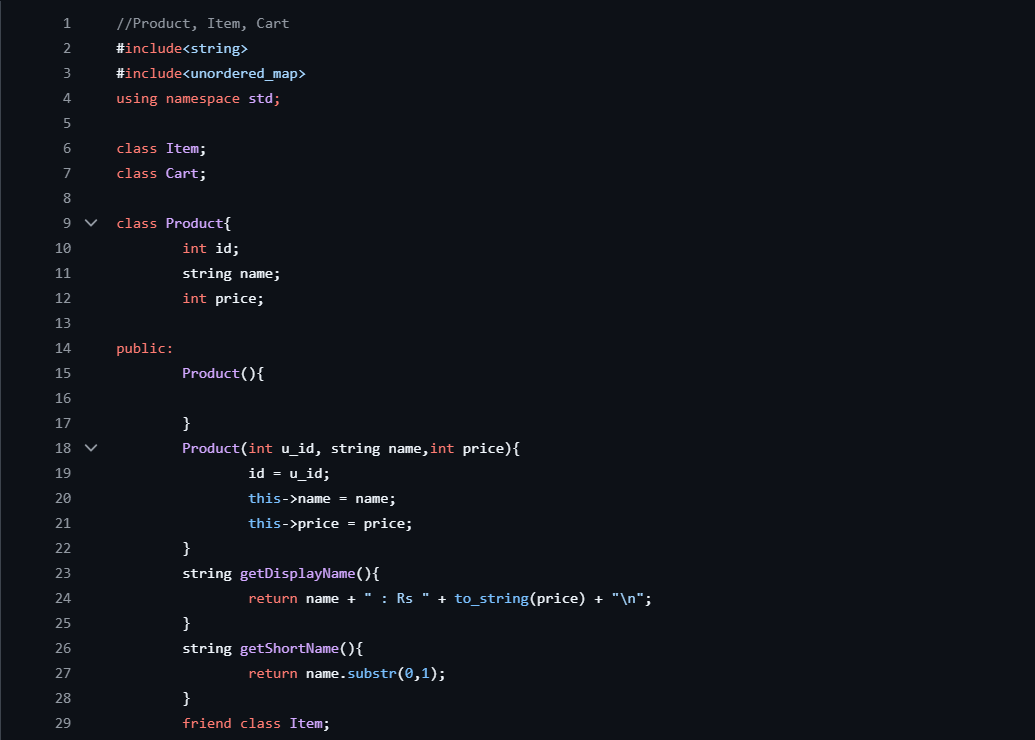 1 //Product, Item, Cart
2 #include<string>
3 #include<unordered_map>
4 using namespace std;
5
6 class Item;
7 class Cart;
8
9 class Product{
10 int id;
11 string name;
12 int price;
13
14 public:
15 Product(){
16
17 }
18 Product(int u_id, string name,int price){
19 id = u_id;
20 this->name = name;
21 this->price = price;
22 }
23 string getDisplayName(){
24 return name + " : Rs " + to_string(price) + "\n";
25 }
26 string getShortName(){
27 return name.substr(0,1);
28 }
29 friend class Item;